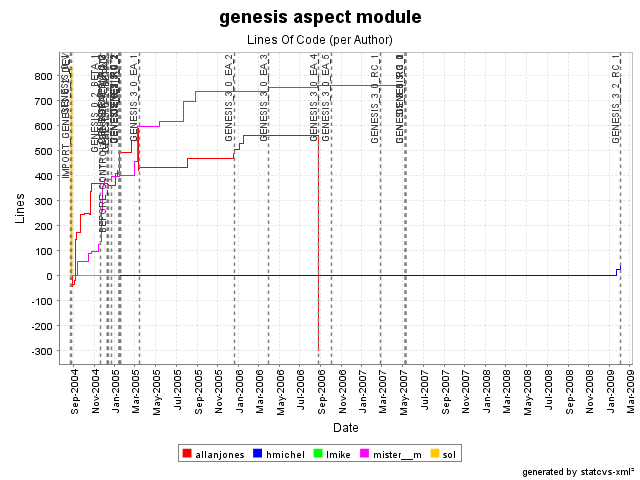 genesis aspect module
Lines Of Code (per Author)
Lines
800
700
600
500
400
300
200
100
0
-100
-200
-300
GENESIS_3_0_EA_1
GENESIS_3_0_EA_2
GENESIS_3_0_EA_3
GENESIS_3_0_EA_4
GENESIS_3_0_EA_5
GENESIS_3_0_RC_1
GENESIS_3_2_RC_1
Sep-2004
Nov-2004
Jan-2005
Mar-2005
May-2005
Jul-2005
Sep-2005
Nov-2005
Jan-2006
Mar-2006
May-2006
Jul-2006
Aug-2006
Sep-2006
Nov-2006
Jan-2007
Mar-2007
May-2007
Jul-2007
Sep-2007
Nov-2007
Jan-2008
Mar-2008
May-2008
Jul-2008
Sep-2008
Nov-2008
Jan-2009
Mar-2009
Date
allanjones hmichel lmike mister__m sol
generated by statcvs-xml²